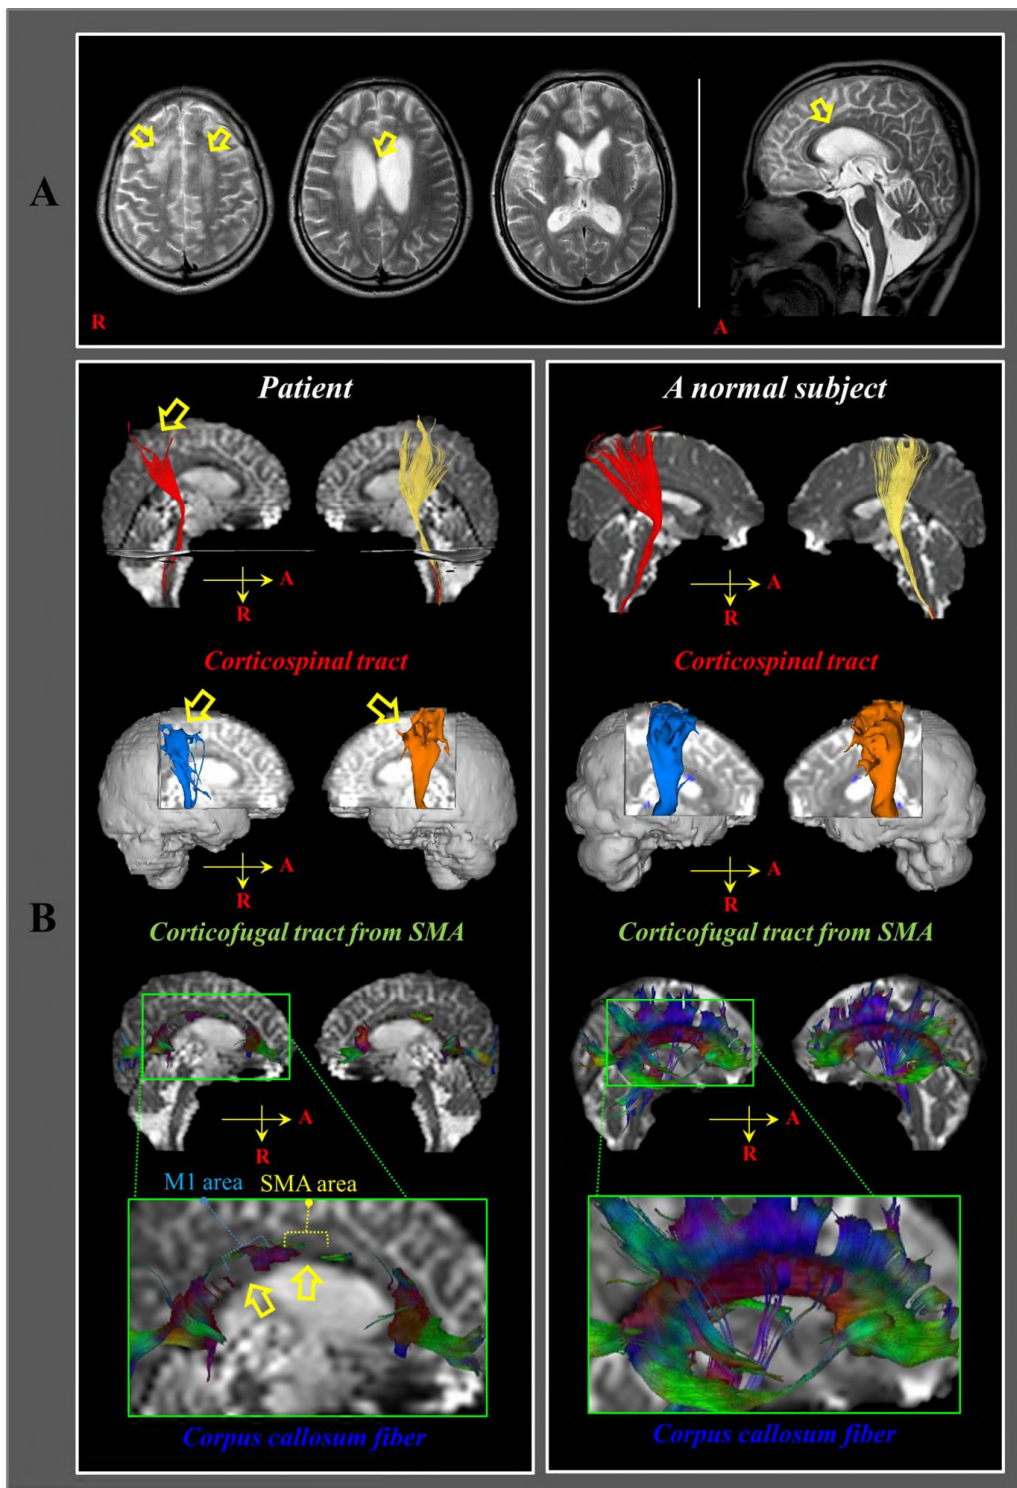 A
R
A
B
Patient
A
R
Corticospinal tract
A
R
Corticofugal tract from SMA
A
R
M1 area
SMA area
Corpus callosum fiber
A normal subject
A
R
Corticospinal tract
A
R
Corticofugal tract from SMA
A
R
Corpus callosum fiber